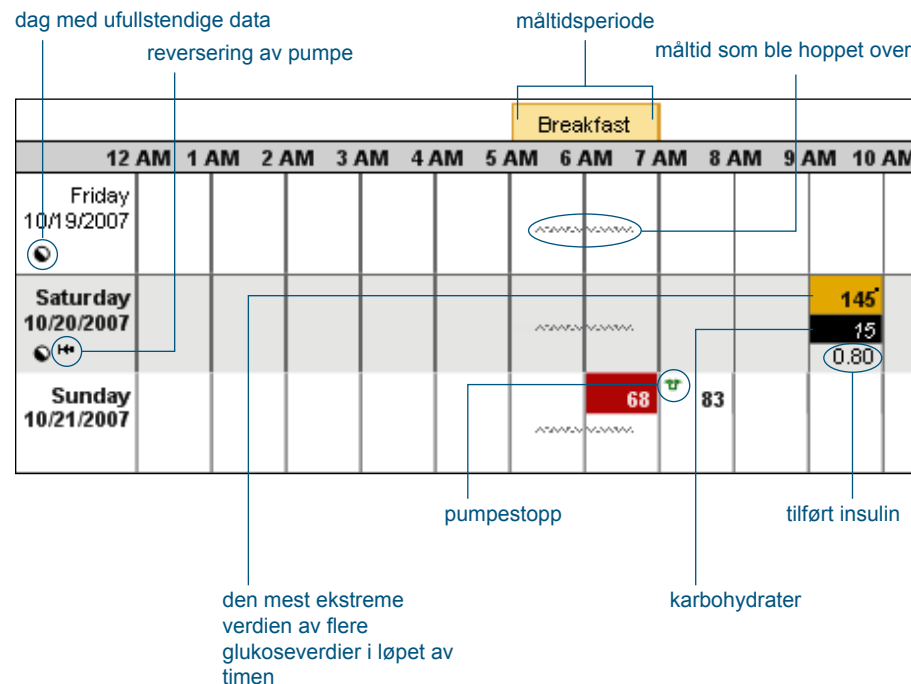 dag med ufullstendige data
måltidsperiode
reversering av pumpe
måltid som ble hoppet over
Breakfast
12 AM 1 AM 2 AM 3 AM 4 AM 5 AM 6 AM 7 AM 8 AM 9 AM 10 AM
Friday
10/19/2007
Saturday
10/20/2007
145
15
0.80
Sunday
10/21/2007
68
83
pumpestopp
tilført insulin
den mest ekstreme
verdien av flere
glukoseverdier i løpet av
timen
karbohydrater